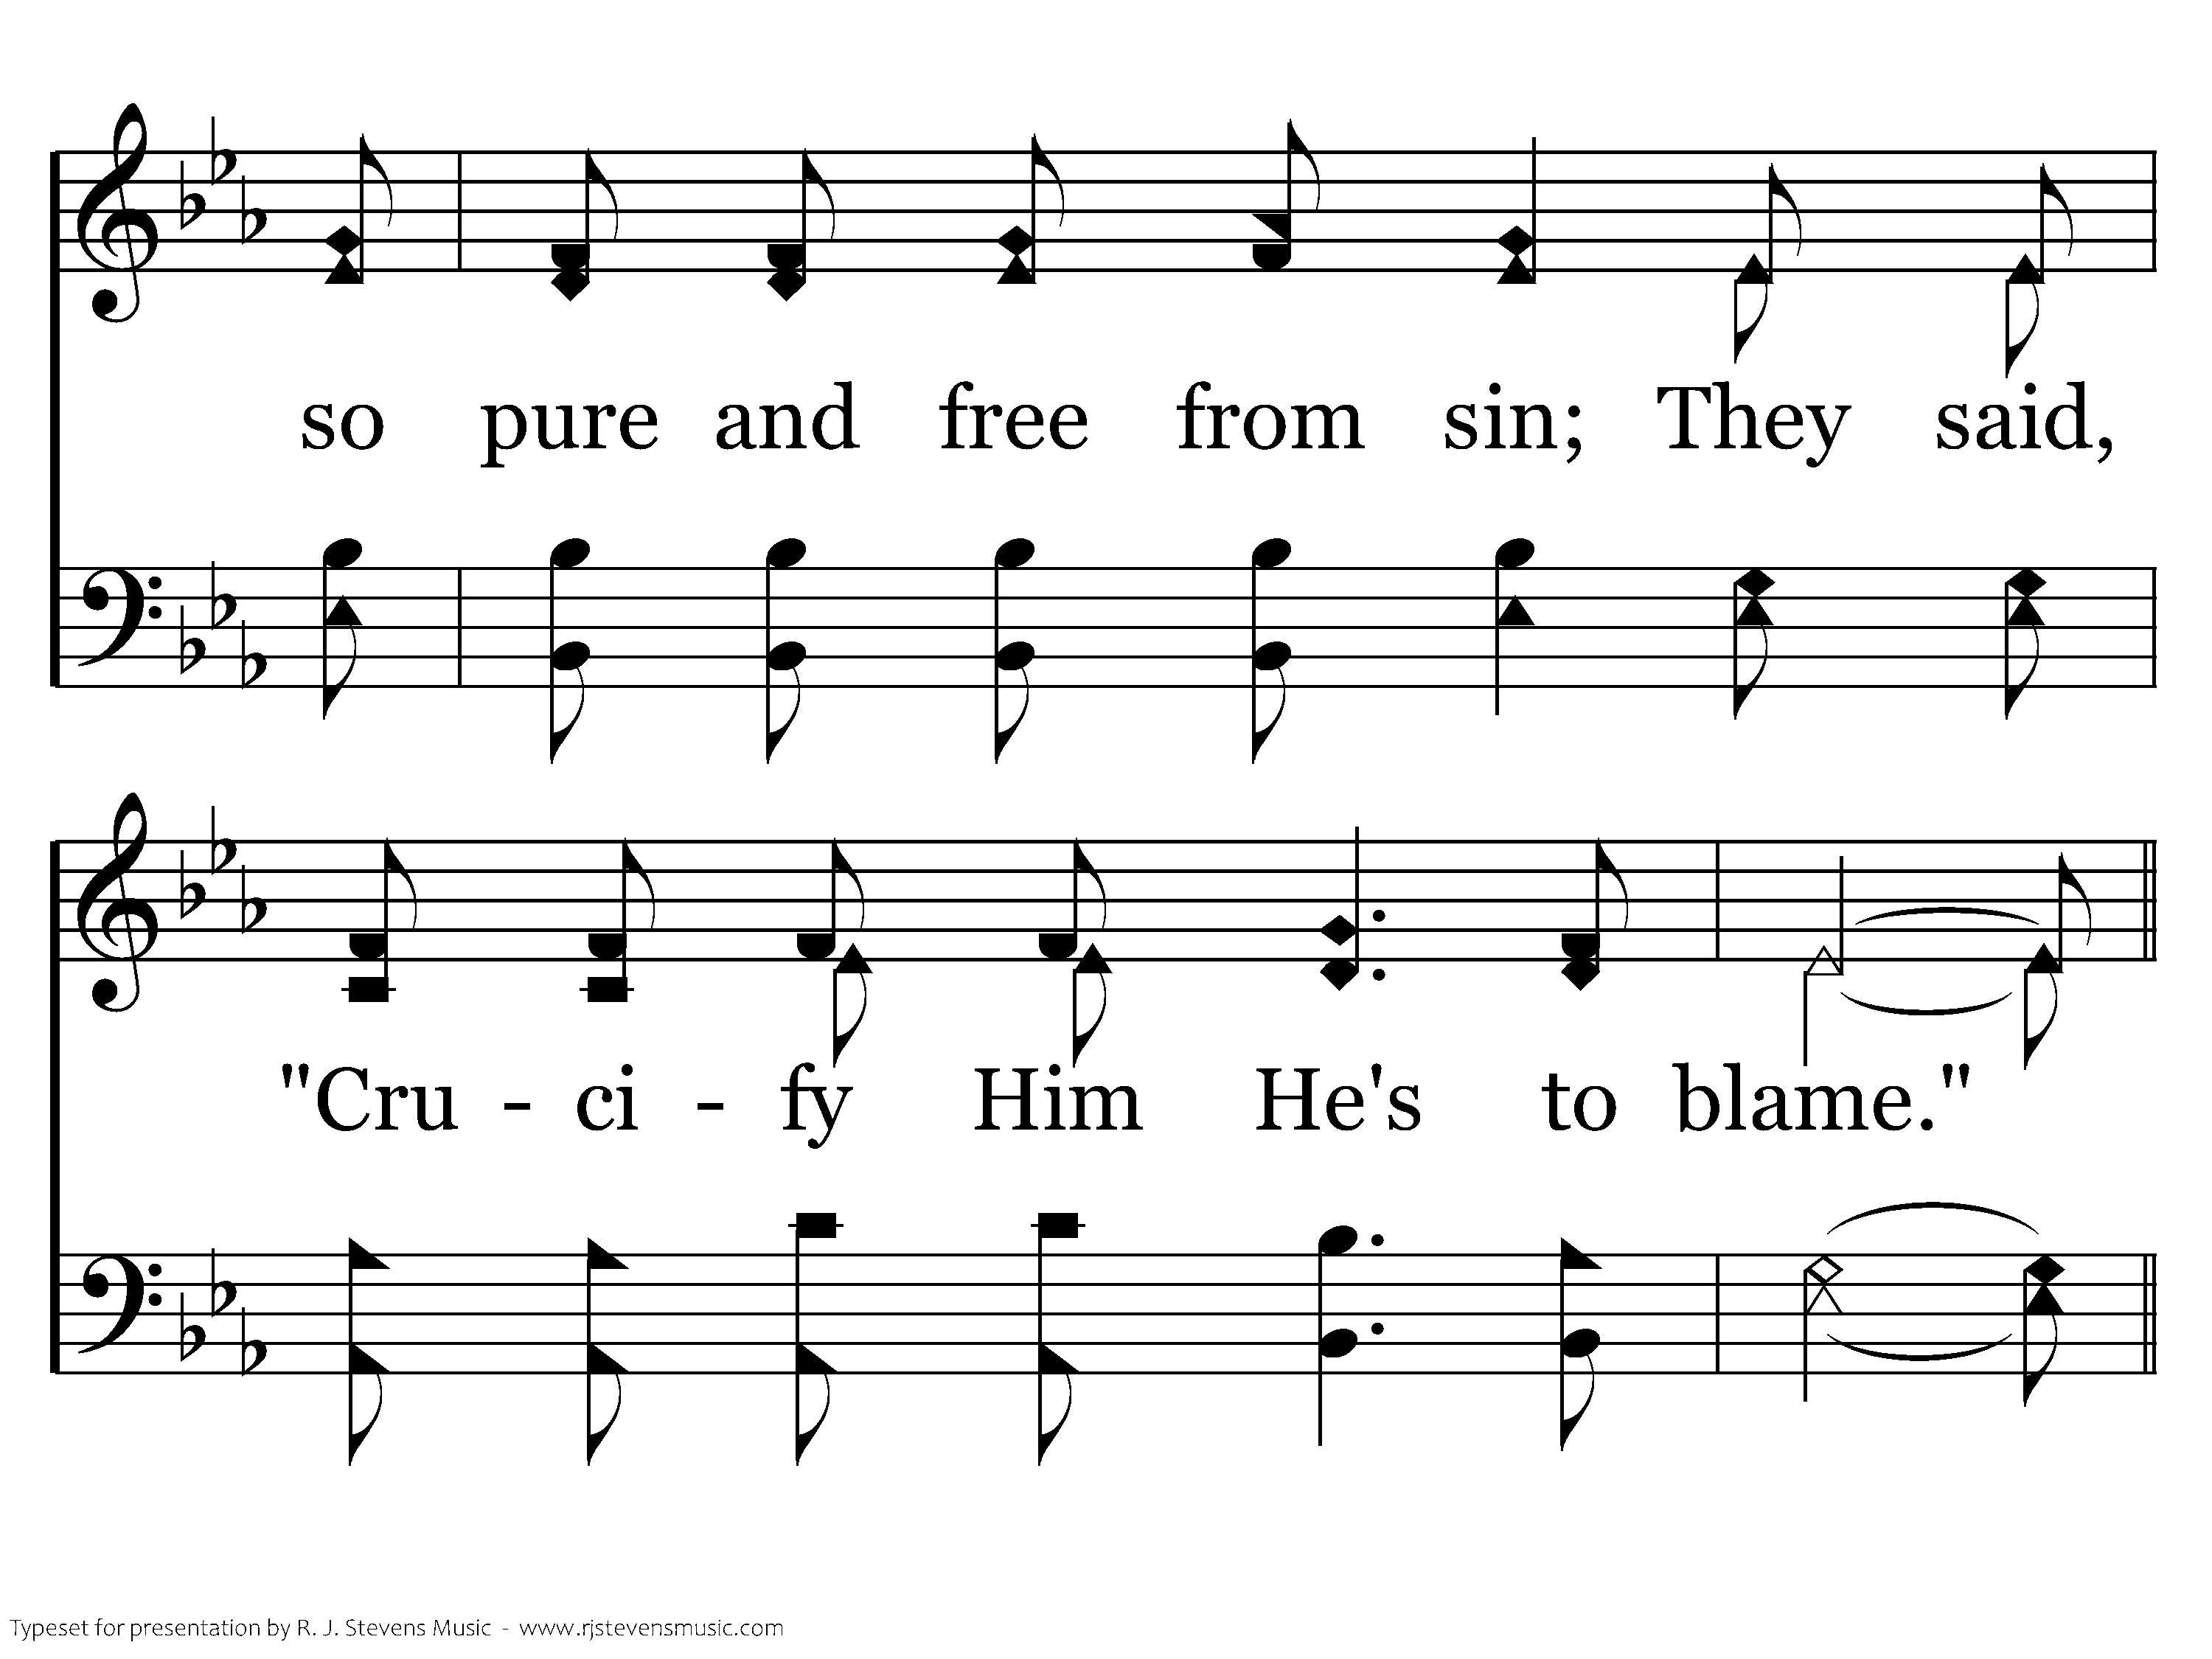 so pure and free from sin; They said,
"Cru - ci - fy Him He's to blame."
Typeset for presentation by R. J. Stevens Music - www.rjstevensmusic.com